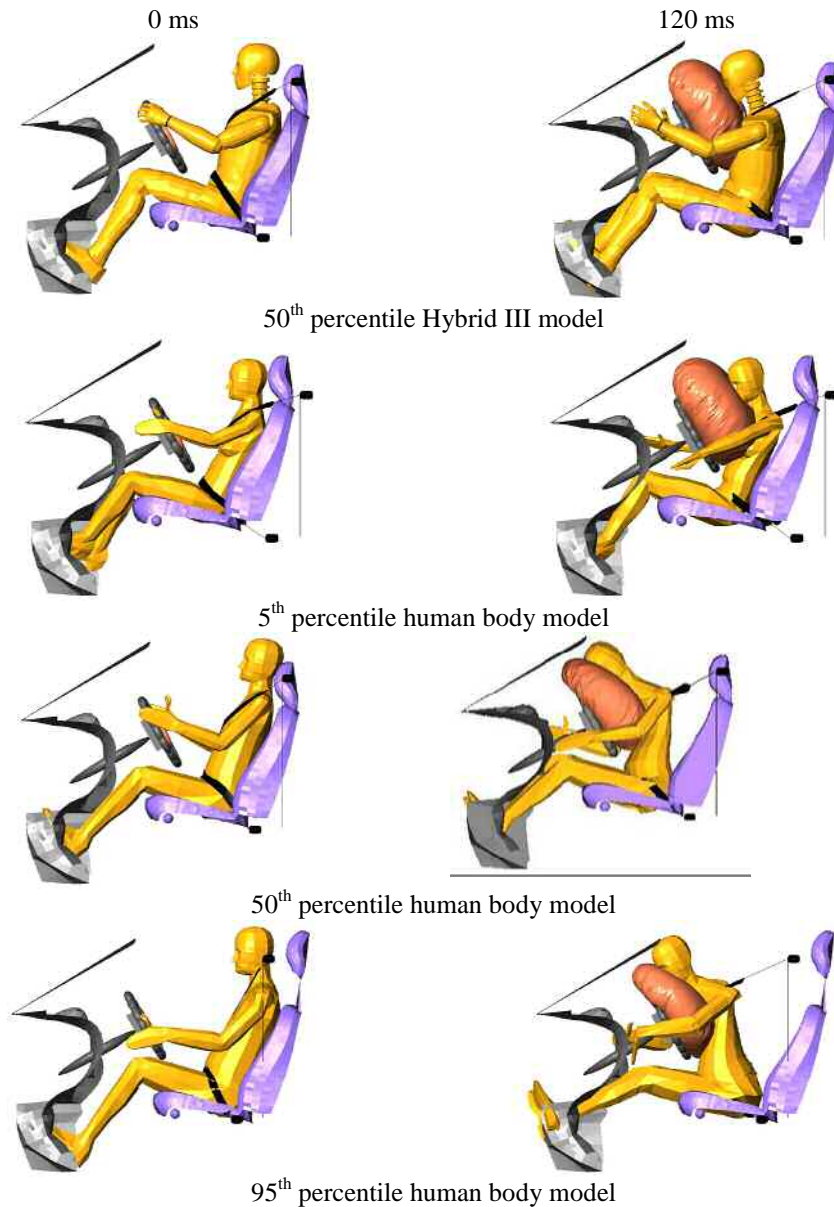 0 ms 120 ms
50th percentile Hybrid III model
5th percentile human body model
50th percentile human body model
95th percentile human body model